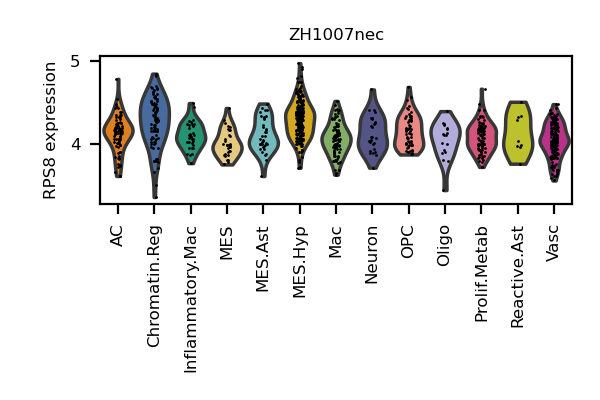 ZH1007nec
RPS8 expression
5
4
AC
Chromatin.Reg
Inflammatory.Mac
MES
MES.Ast
MES.Hyp
Mac
Neuron
OPC
Oligo
Prolif.Metab
Reactive.Ast
Vasc